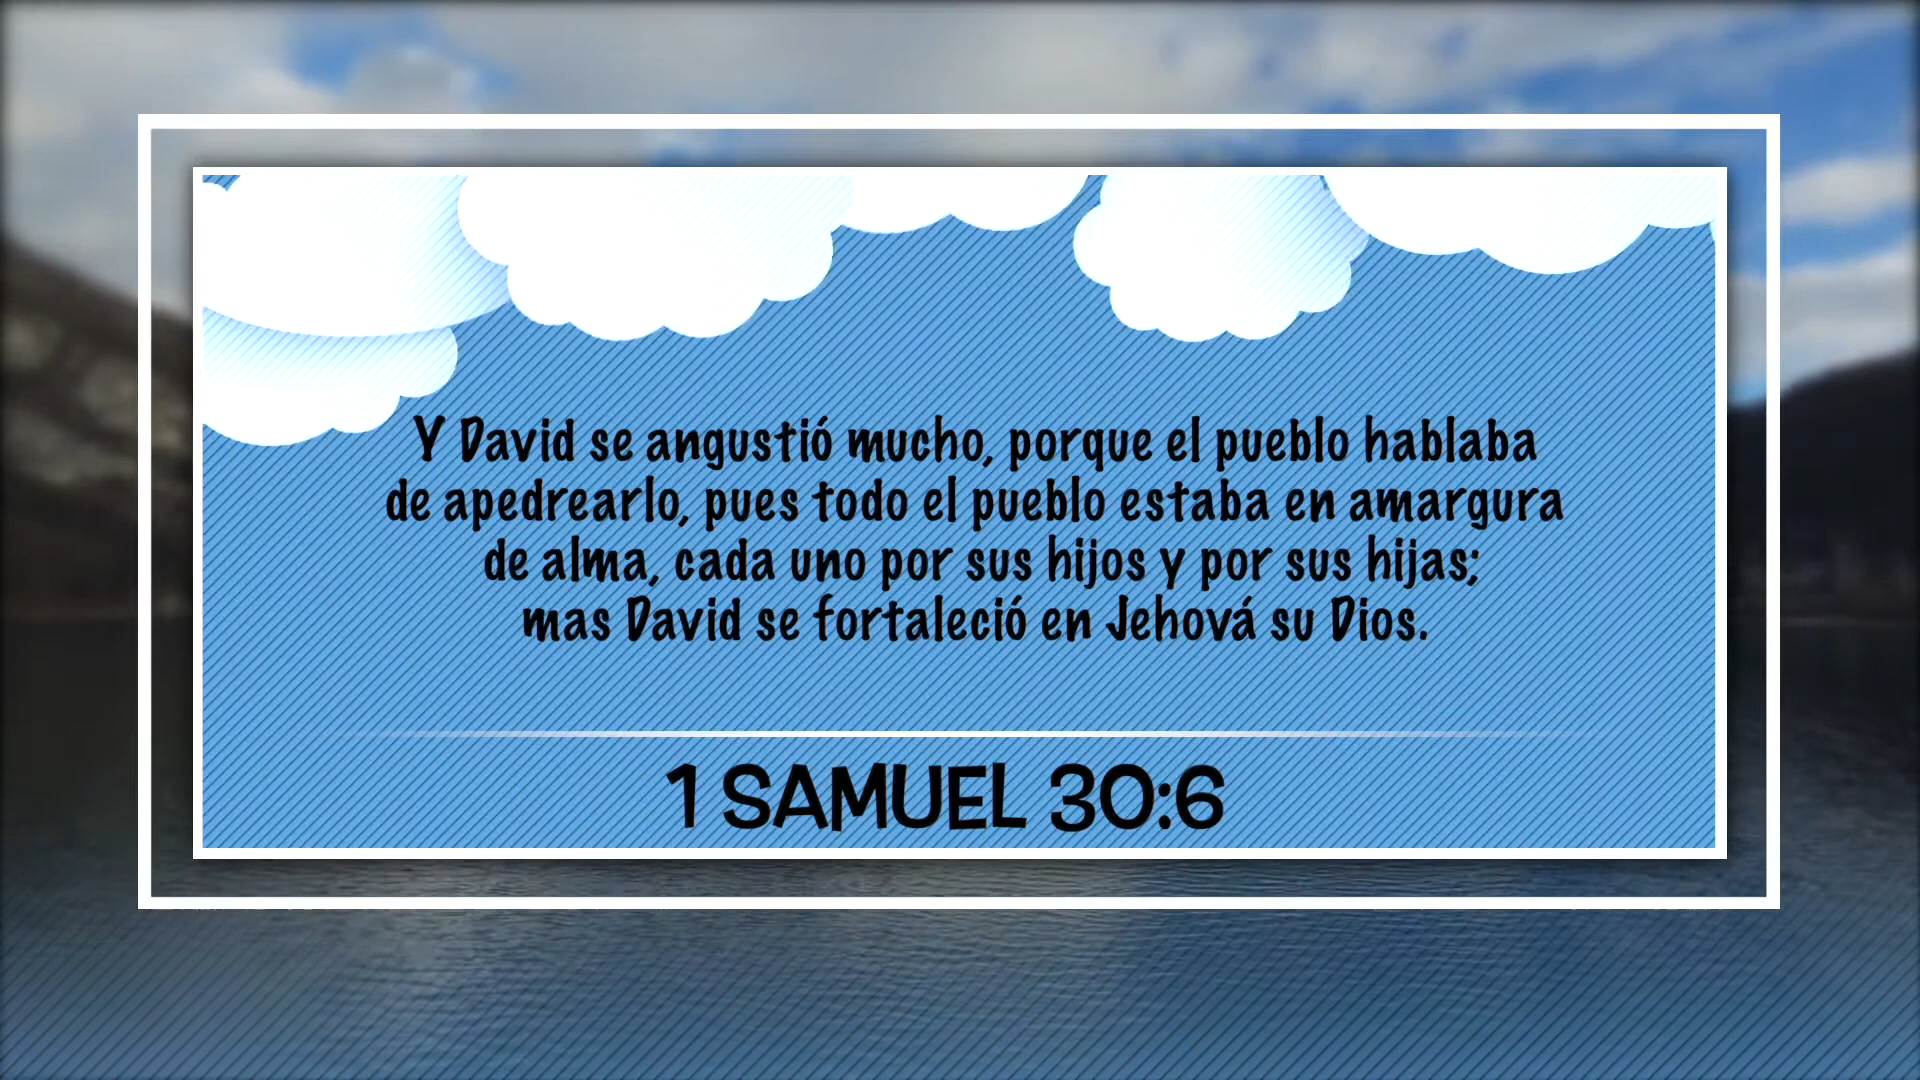 Y David se angustió mucho, porque el pueblo hablaba
de apedrearlo, pues todo el pueblo estaba en amargura
de alma, cada uno por sus hijos y por sus hijas;
mas David se fortaleció en Jehová su Dios.
1 SAMUEL 30:6